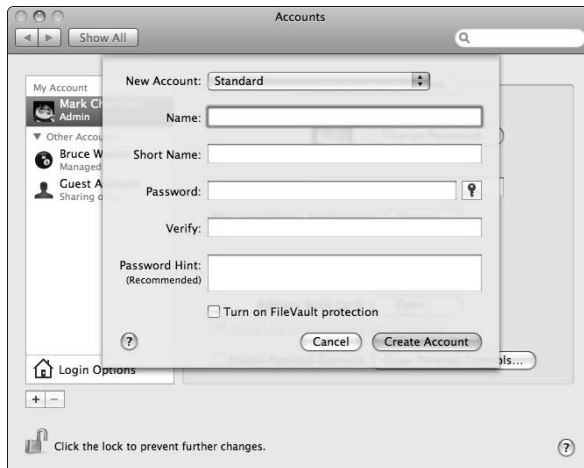 Accounts
Show All
My Account
Mark
Admin
Other
Bruce
Managed
Guest
Sharing
Login Options
+ −
New Account: Standard
Name:
Short Name:
Password:
Verify:
Password Hint:
(Recommended)
Turn on FileVault protection
? Cancel Create Account
Click the lock to prevent further changes. ?